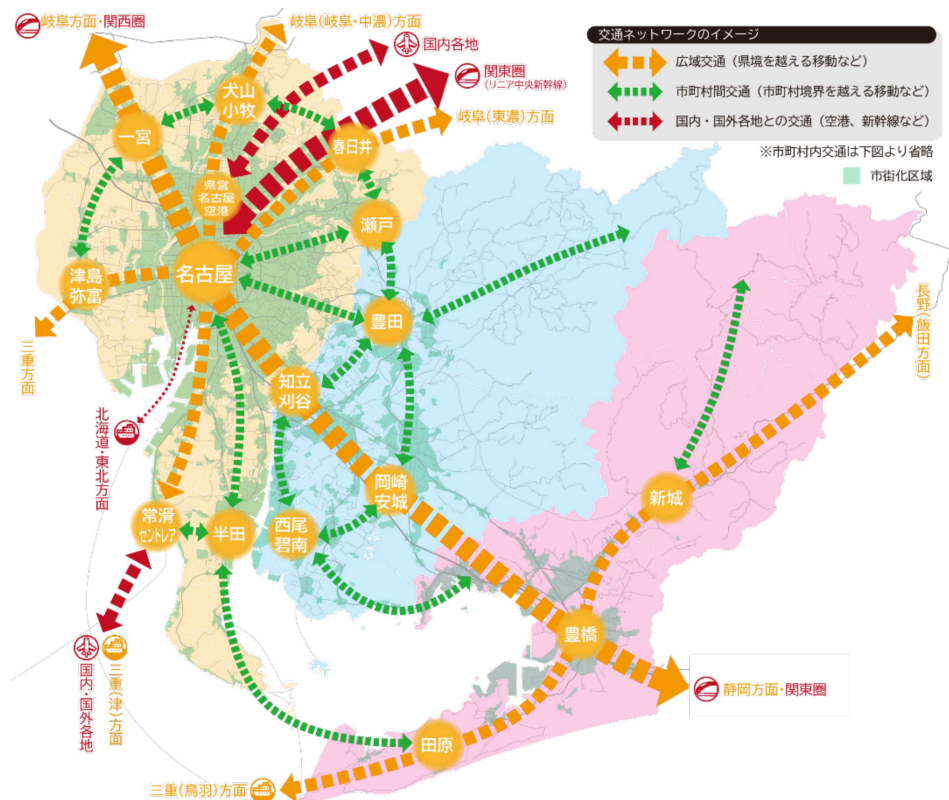 岐阜方面・関西圏
岐阜(岐阜・中濃)方面
国内各地
関東圏
(リニア中央新幹線)
岐阜(東濃)方面
交通ネットワークのイメージ
広域交通(県境を越える移動など)
市町村間交通(市町村境界を越える移動など)
国内・国外各地との交通(空港、新幹線など)
※市町村内交通は下図より省略
市街化区域
犬山
小牧
一宮
春日井
県営
名古屋
空港
瀬戸
名古屋
津島
弥富
豊田
三重方面
長野(飯田方面)
知立
刈谷
北海道・東北方面
岡崎
安城
新城
常滑
セントレア
半田
西尾
碧南
豊橋
国内・国外各地
三重(津)方面
静岡方面・関東圏
田原
三重(鳥羽)方面